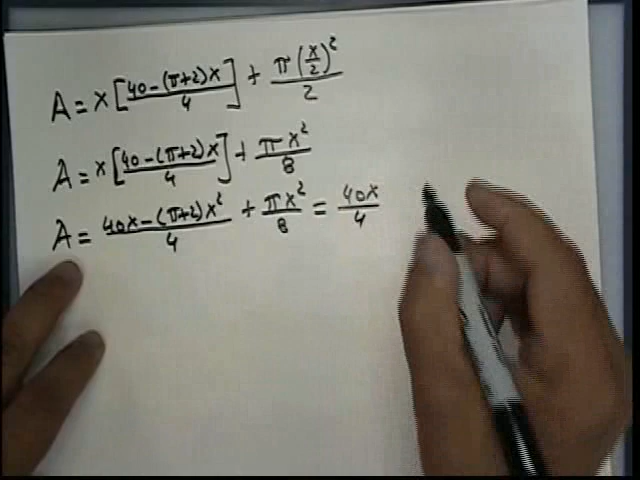 A = x [ (40 - (π+2)x) / 4 ] + π(x/2)² / 2
A = x [ (40 - (π+2)x) / 4 ] + πx² / 8
A = (40x - (π+2)x²) / 4 + πx² / 8 = 40x / 4